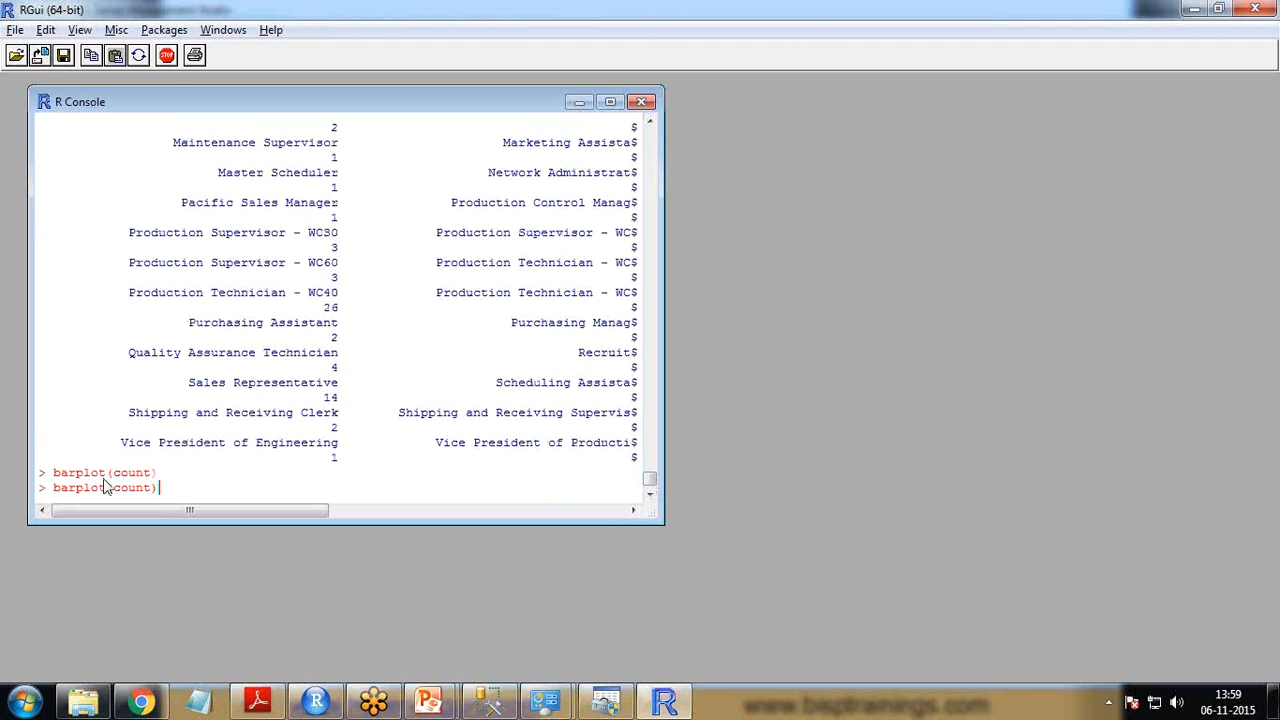 RGui (64-bit)
File Edit View Misc Packages Windows Help
STOP
R Console
2 $
Maintenance Supervisor Marketing Assista$
1 $
Master Scheduler Network Administrat$
1 $
Pacific Sales Manager Production Control Manag$
1 $
Production Supervisor - WC30 Production Supervisor - WC$
3 $
Production Supervisor - WC60 Production Technician - WC$
3 $
Production Technician - WC40 Production Technician - WC$
26 $
Purchasing Assistant Purchasing Manag$
2 $
Quality Assurance Technician Recruit$
4 $
Sales Representative Scheduling Assista$
14 $
Shipping and Receiving Clerk Shipping and Receiving Supervis$
2 $
Vice President of Engineering Vice President of Producti$
1 $
> barplot(count)
> barplot(count)
13:59
06-11-2015